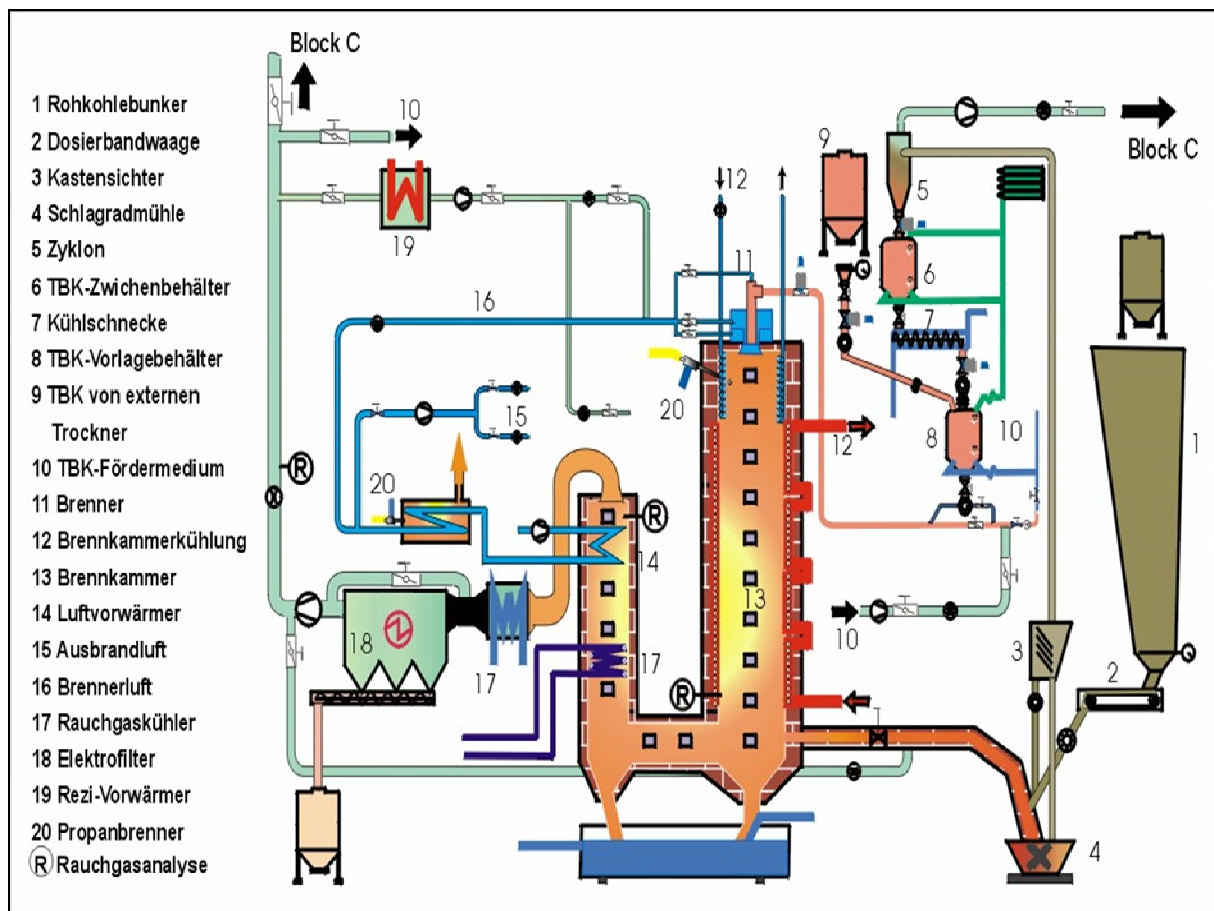 Block C
10
1 Rohkohlebunker
2 Dosierbandwaage
3 Kastensichter
4 Schlagradmühle
5 Zyklon
6 TBK-Zwichenbehälter
7 Kühlschnecke
8 TBK-Vorlagebehälter
9 TBK von externen
Trockner
10 TBK-Fördermedium
11 Brenner
12 Brennkammerkühlung
13 Brennkammer
14 Luftvorwärmer
15 Ausbrandluft
16 Brennerluft
17 Rauchgaskühler
18 Elektrofilter
19 Rezi-Vorwärmer
20 Propanbrenner
R Rauchgasanalyse
Block C
9
12
5
19
11
6
16
7
20
15
12
8
10
1
R
20
R
14
13
10
18
17
17
3
2
R
4